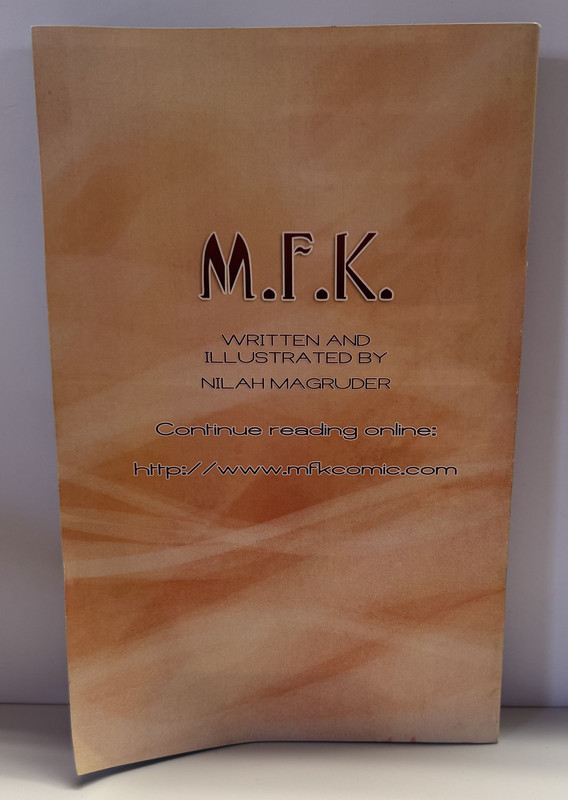 M.F.K.
WRITTEN AND
ILLUSTRATED BY
NILAH MAGRUDER
Continue reading online:
http://www.mfkcomic.com